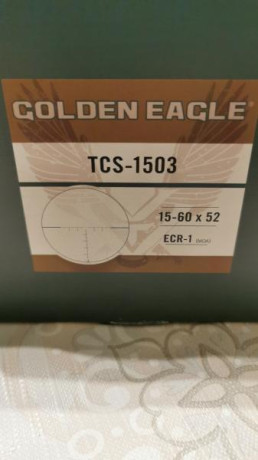 GOLDEN EAGLE®
TCS-1503
15-60 x 52
ECR-1